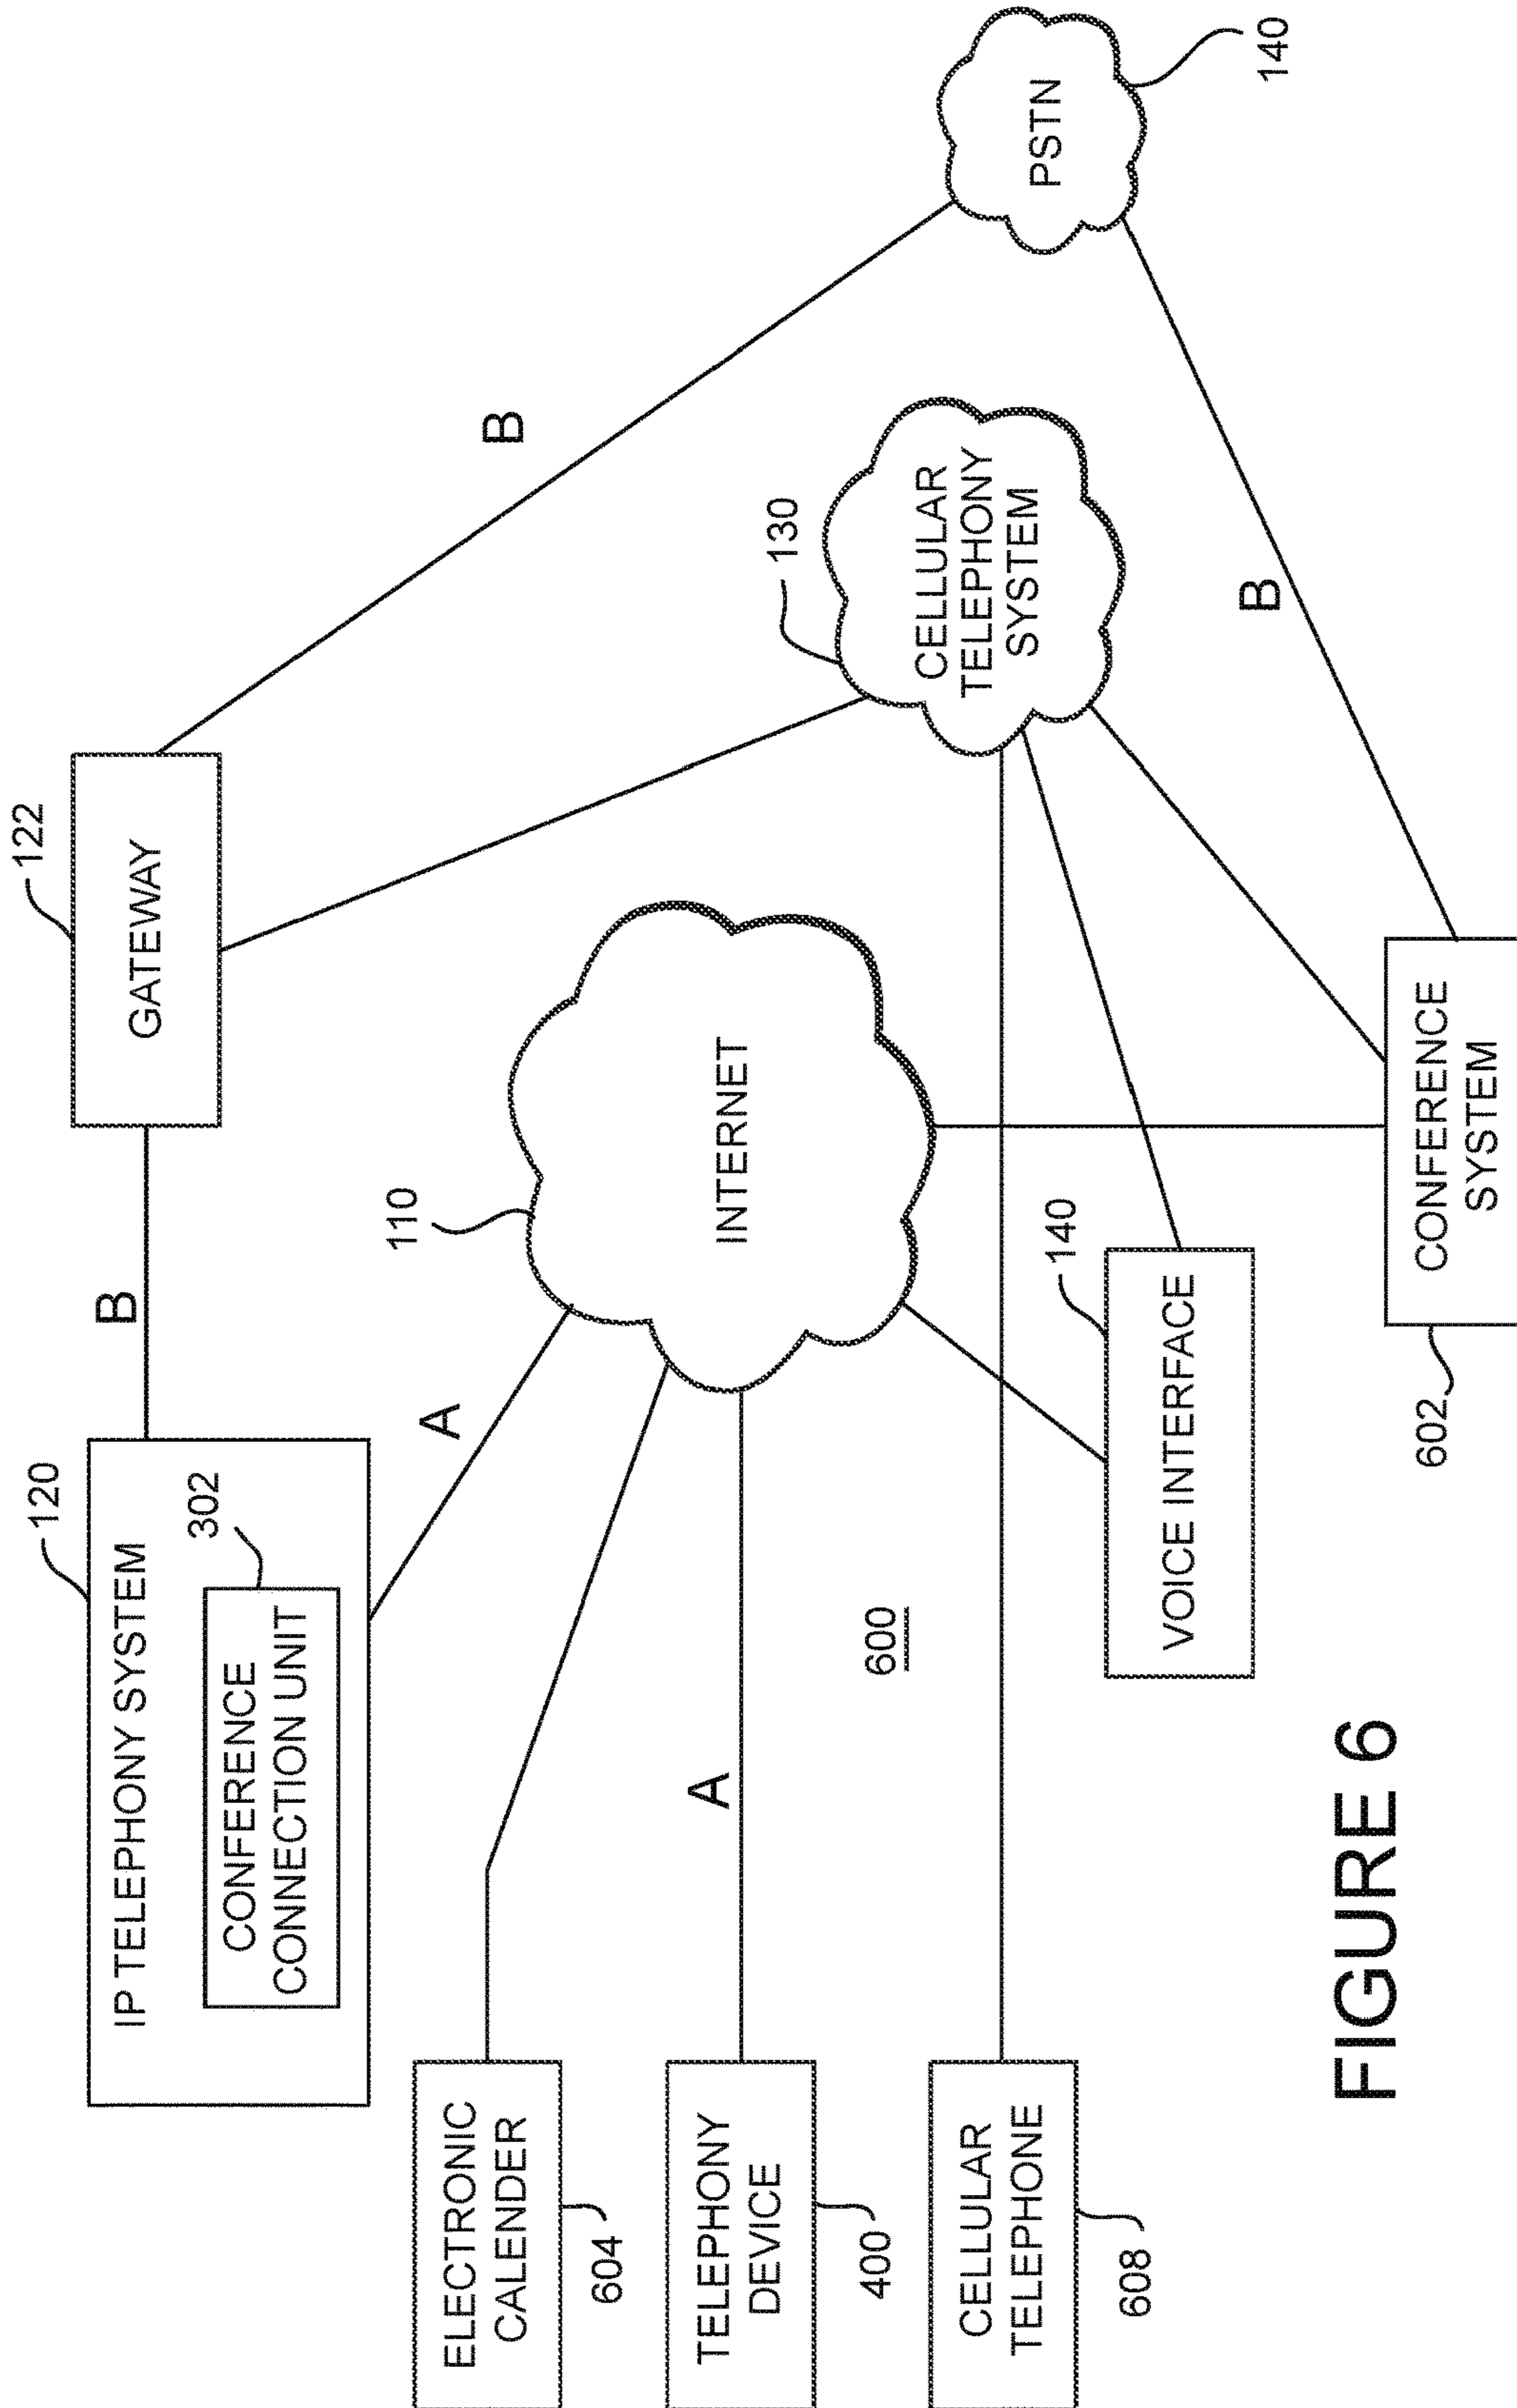 IP TELEPHONY SYSTEM
120
CONFERENCE
CONNECTION UNIT
302
B
GATEWAY
122
B
ELECTRONIC
CALENDER
604
A
110
INTERNET
TELEPHONY
DEVICE
400
A
130
CELLULAR
TELEPHONY
SYSTEM
PSTN
140
CELLULAR
TELEPHONE
608
600
VOICE INTERFACE
140
B
CONFERENCE
SYSTEM
602
FIGURE 6